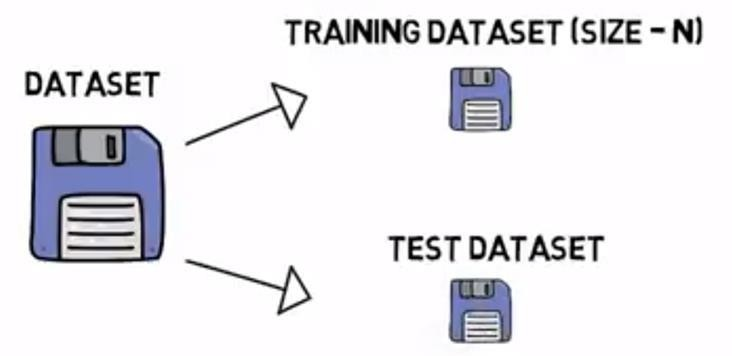 TRAINING DATASET (SIZE - N)
DATASET
TEST DATASET